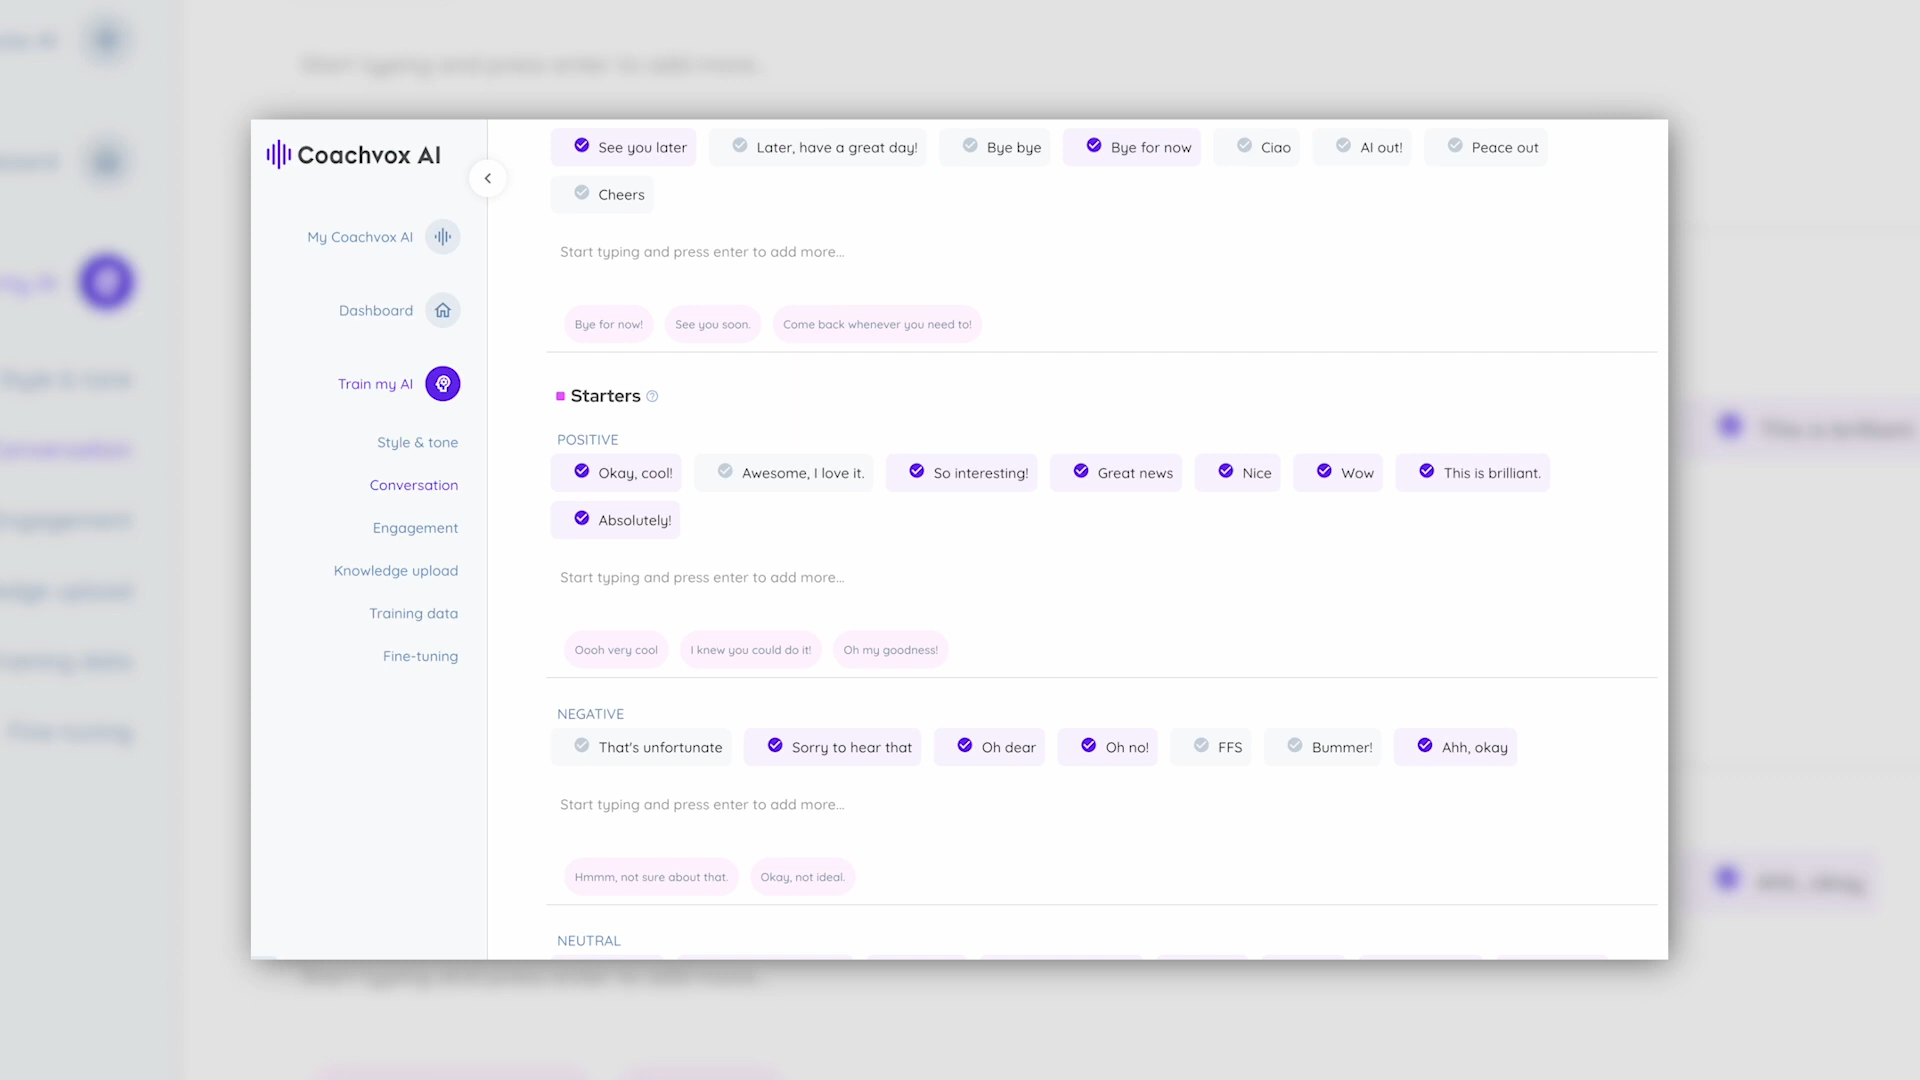 Coachvox AI
My Coachvox AI
Dashboard
Train my AI
Style & tone
Conversation
Engagement
Knowledge upload
Training data
Fine-tuning
See you later Later, have a great day! Bye bye Bye for now Ciao AI out! Peace out
Cheers
Start typing and press enter to add more...
Bye for now! See you soon. Come back whenever you need to!
Starters
POSITIVE
Okay, cool! Awesome, I love it. So interesting! Great news Nice Wow This is brilliant.
Absolutely!
Start typing and press enter to add more...
Oooh very cool I knew you could do it! Oh my goodness!
NEGATIVE
That's unfortunate Sorry to hear that Oh dear Oh no! FFS Bummer! Ahh, okay
Start typing and press enter to add more...
Hmmm, not sure about that. Okay, not ideal.
NEUTRAL